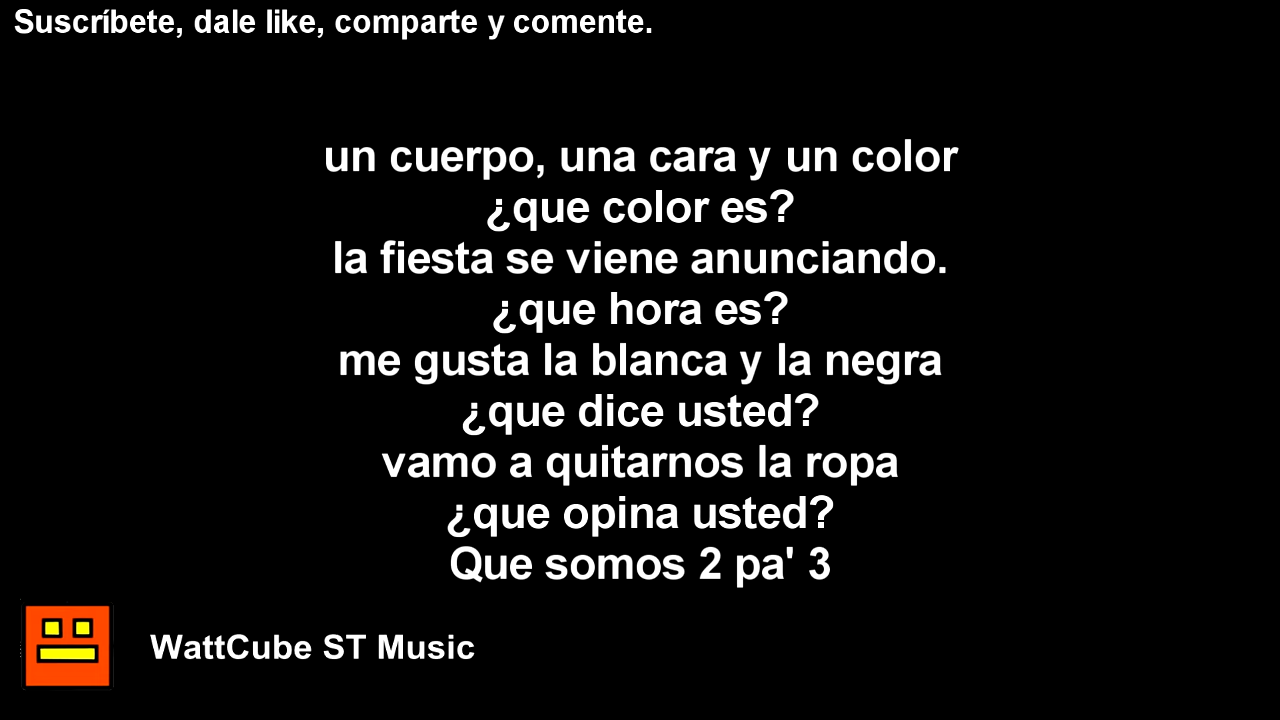 Suscríbete, dale like, comparte y comente.
un cuerpo, una cara y un color
¿que color es?
la fiesta se viene anunciando.
¿que hora es?
me gusta la blanca y la negra
¿que dice usted?
vamo a quitarnos la ropa
¿que opina usted?
Que somos 2 pa' 3
WattCube ST Music